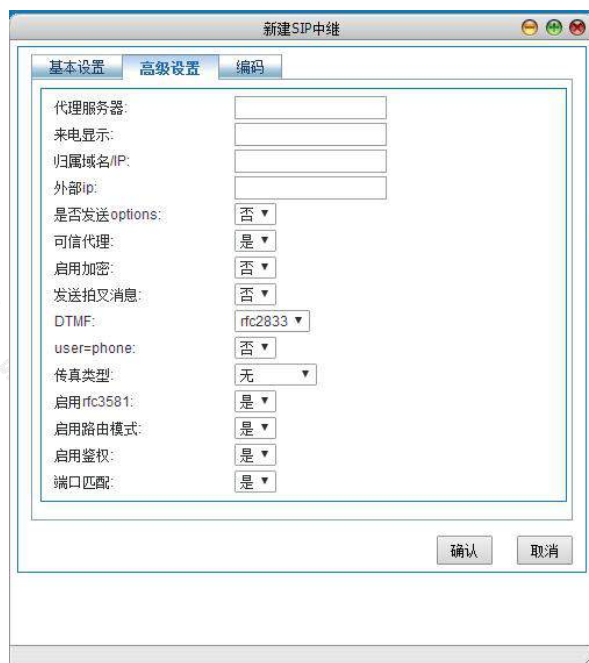 新建SIP中继
基本设置 高级设置 编码
代理服务器:
来电显示:
归属域名/IP:
外部ip:
是否发送options: 否
可信代理: 是
启用加密: 否
发送拍叉消息: 否
DTMF: rfc2833
user=phone: 否
传真类型: 无
启用rfc3581: 是
启用路由模式: 是
启用鉴权: 是
端口匹配: 是
确认 取消